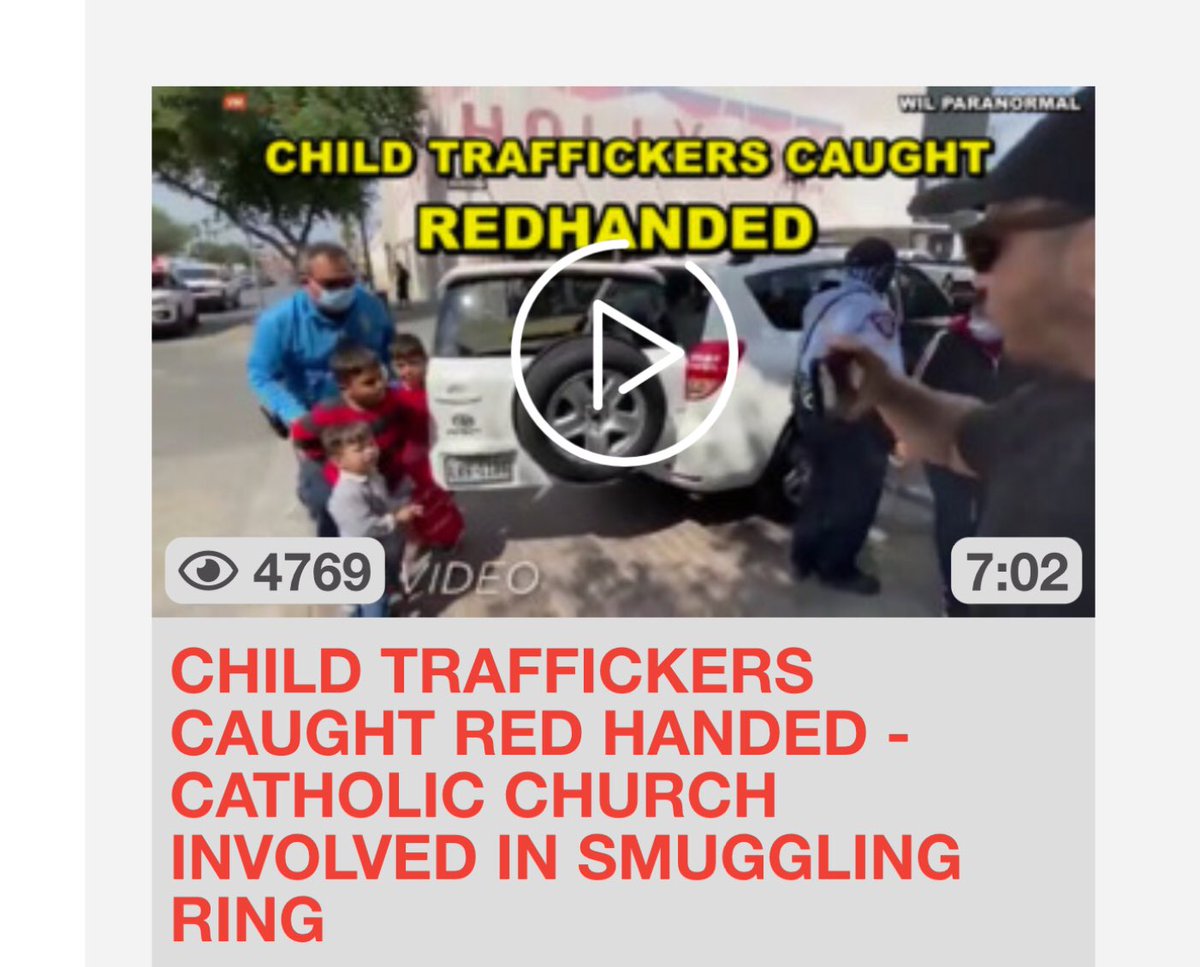 WIL PARANORMAL
HOLLY
CHILD TRAFFICKERS CAUGHT
REDHANDED
4769
VIDEO
7:02
CHILD TRAFFICKERS
CAUGHT RED HANDED -
CATHOLIC CHURCH
INVOLVED IN SMUGGLING
RING